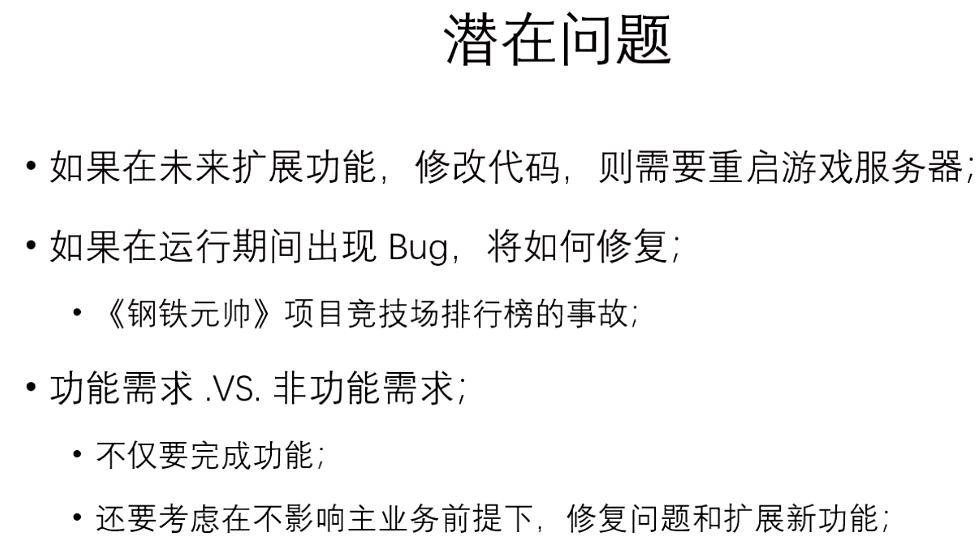 潜在问题
• 如果在未来扩展功能，修改代码，则需要重启游戏服务器；
• 如果在运行期间出现 Bug，将如何修复；
• 《钢铁元帅》项目竞技场排行榜的事故；
• 功能需求 .VS. 非功能需求；
• 不仅要完成功能；
• 还要考虑在不影响主业务前提下，修复问题和扩展新功能；